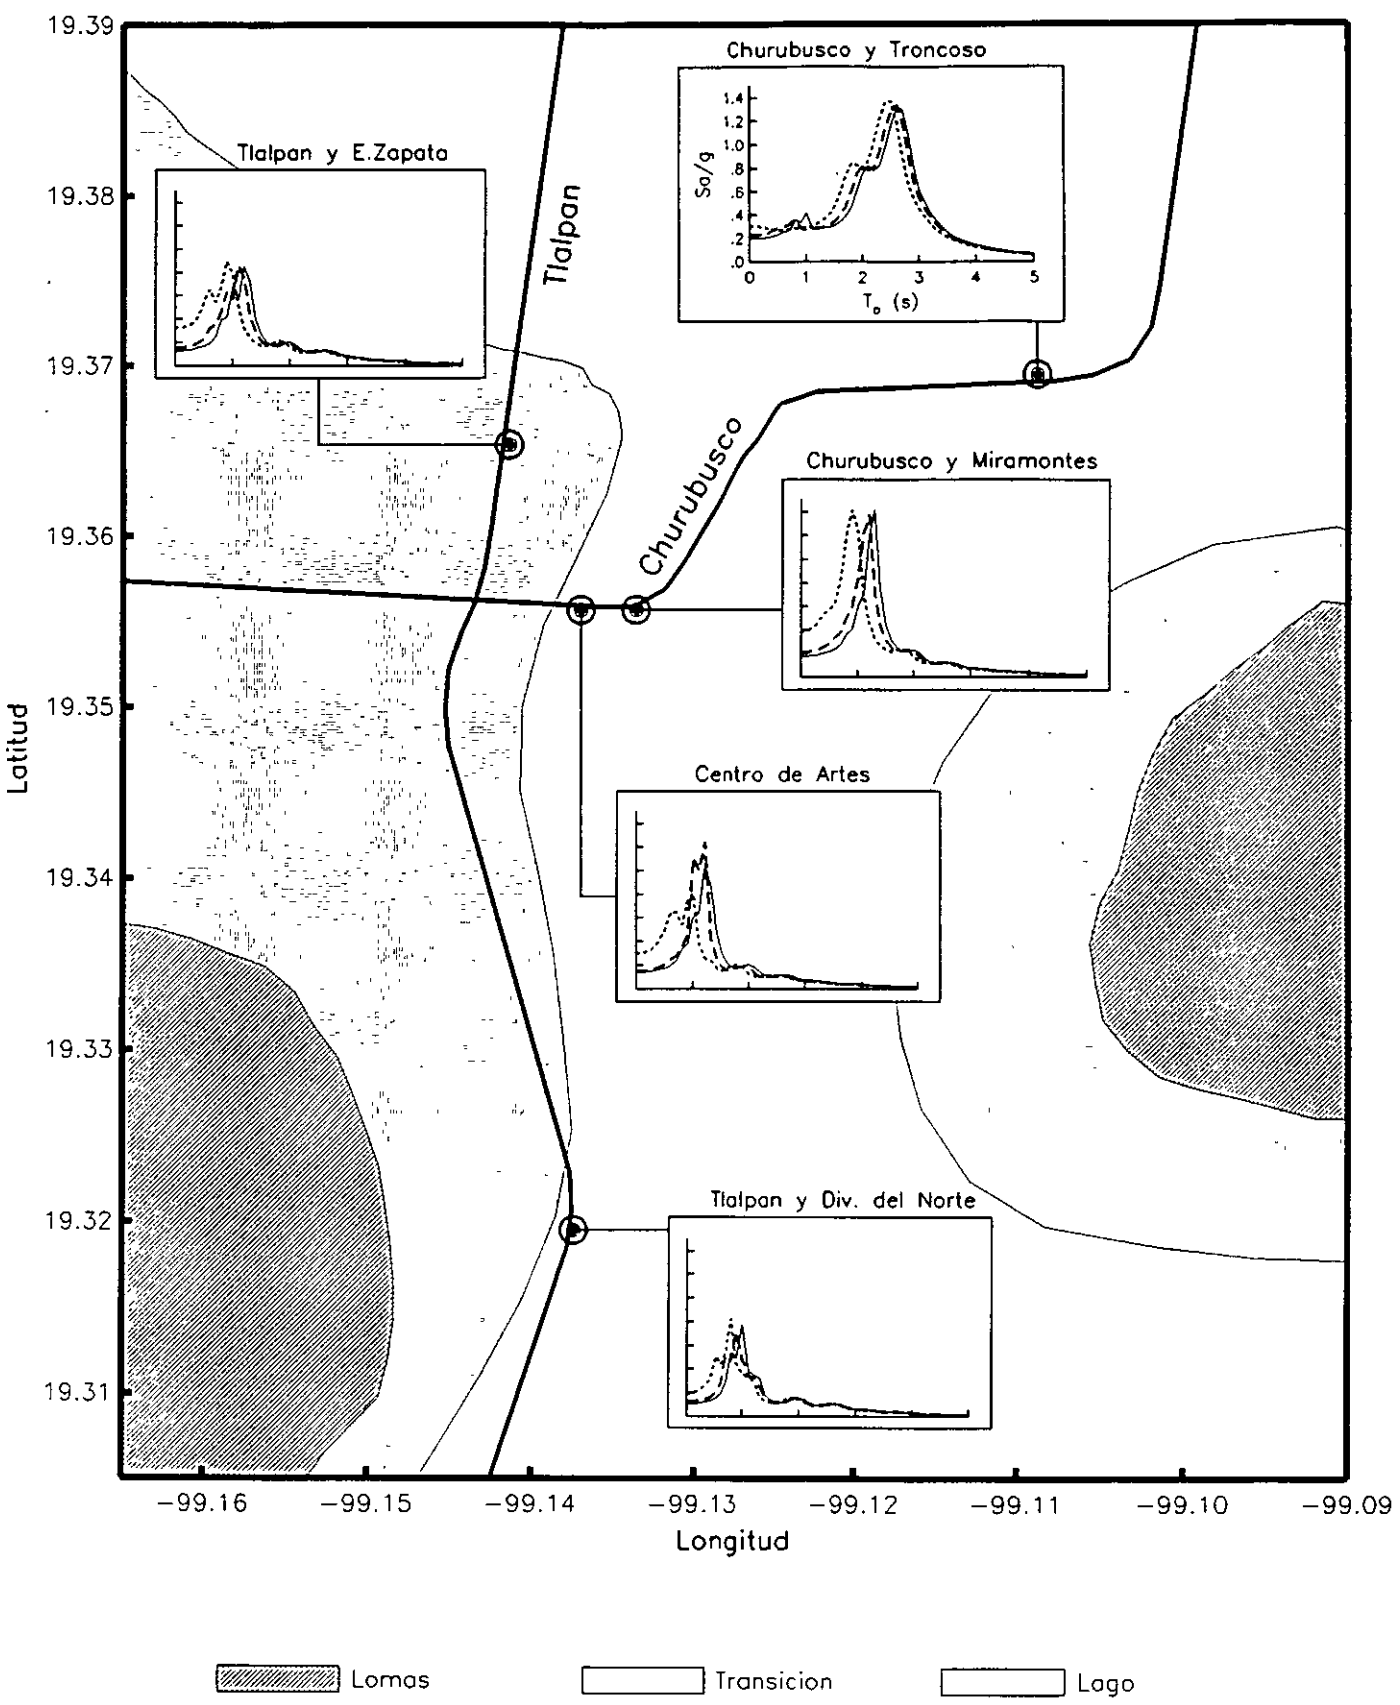 19.39
19.38
19.37
19.36
19.35
19.34
19.33
19.32
19.31
Latitud
Churubusco y Troncoso
1.4
1.2
1.0
.8
.6
.4
.2
.0
Sa/g
0 1 2 3 4 5
T_o (s)
Tlalpan y E.Zapata
Tlalpan
Churubusco
Churubusco y Miramontes
Centro de Artes
Tlalpan y Div. del Norte
-99.16 -99.15 -99.14 -99.13 -99.12 -99.11 -99.10 -99.09
Longitud
Lomas Transicion Lago